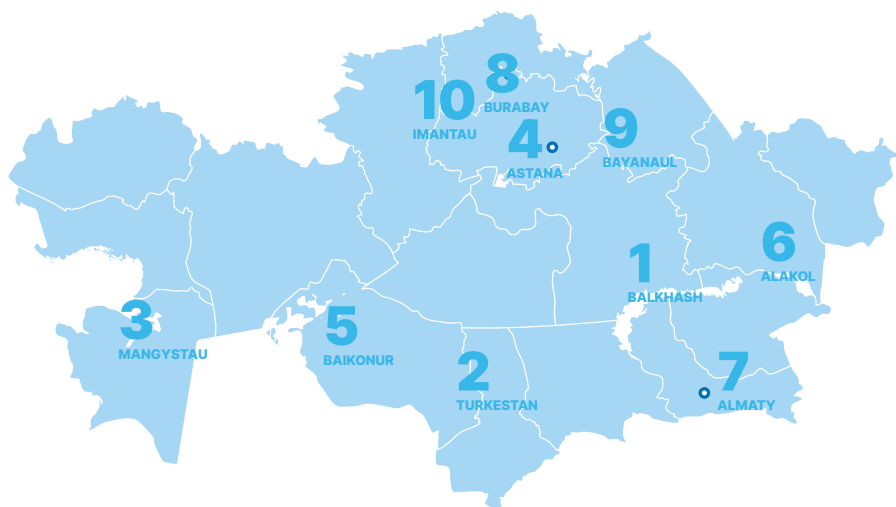 8
BURABAY
10
IMANTAU
4
ASTANA
9
BAYANAUL
6
ALAKOL
1
BALKHASH
3
MANGYSTAU
5
BAIKONUR
2
TURKESTAN
7
ALMATY